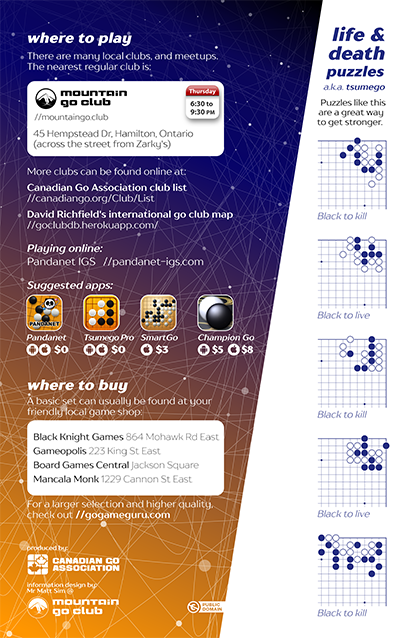 where to play
There are many local clubs, and meetups.
The nearest regular club is:
mountain
go club
Thursday
6:30 to
9:30 PM
//mountaingo.club
45 Hempstead Dr, Hamilton, Ontario
(across the street from Zarky's)
More clubs can be found online at:
Canadian Go Association club list
//canadiango.org/Club/List
David Richfield's international go club map
//goclubdb.herokuapp.com/
Playing online:
Pandanet IGS //pandanet-igs.com
Suggested apps:
PANDANET
Pandanet
$0
Tsumego Pro
$0
SmartGo
$3
Champion Go
$5 $8
where to buy
A basic set can usually be found at your
friendly local game shop:
Black Knight Games 864 Mohawk Rd East
Gameopolis 223 King St East
Board Games Central Jackson Square
Mancala Monk 1229 Cannon St East
For a larger selection and higher quality,
check out //gogameguru.com
produced by:
CANADIAN GO
ASSOCIATION
information design by:
Mr Matt Sim
mountain
go club
PUBLIC
DOMAIN
life &
death
puzzles
a.k.a. tsumego
Puzzles like this
are a great way
to get stronger.
Black to kill
Black to live
Black to kill
Black to live
Black to kill